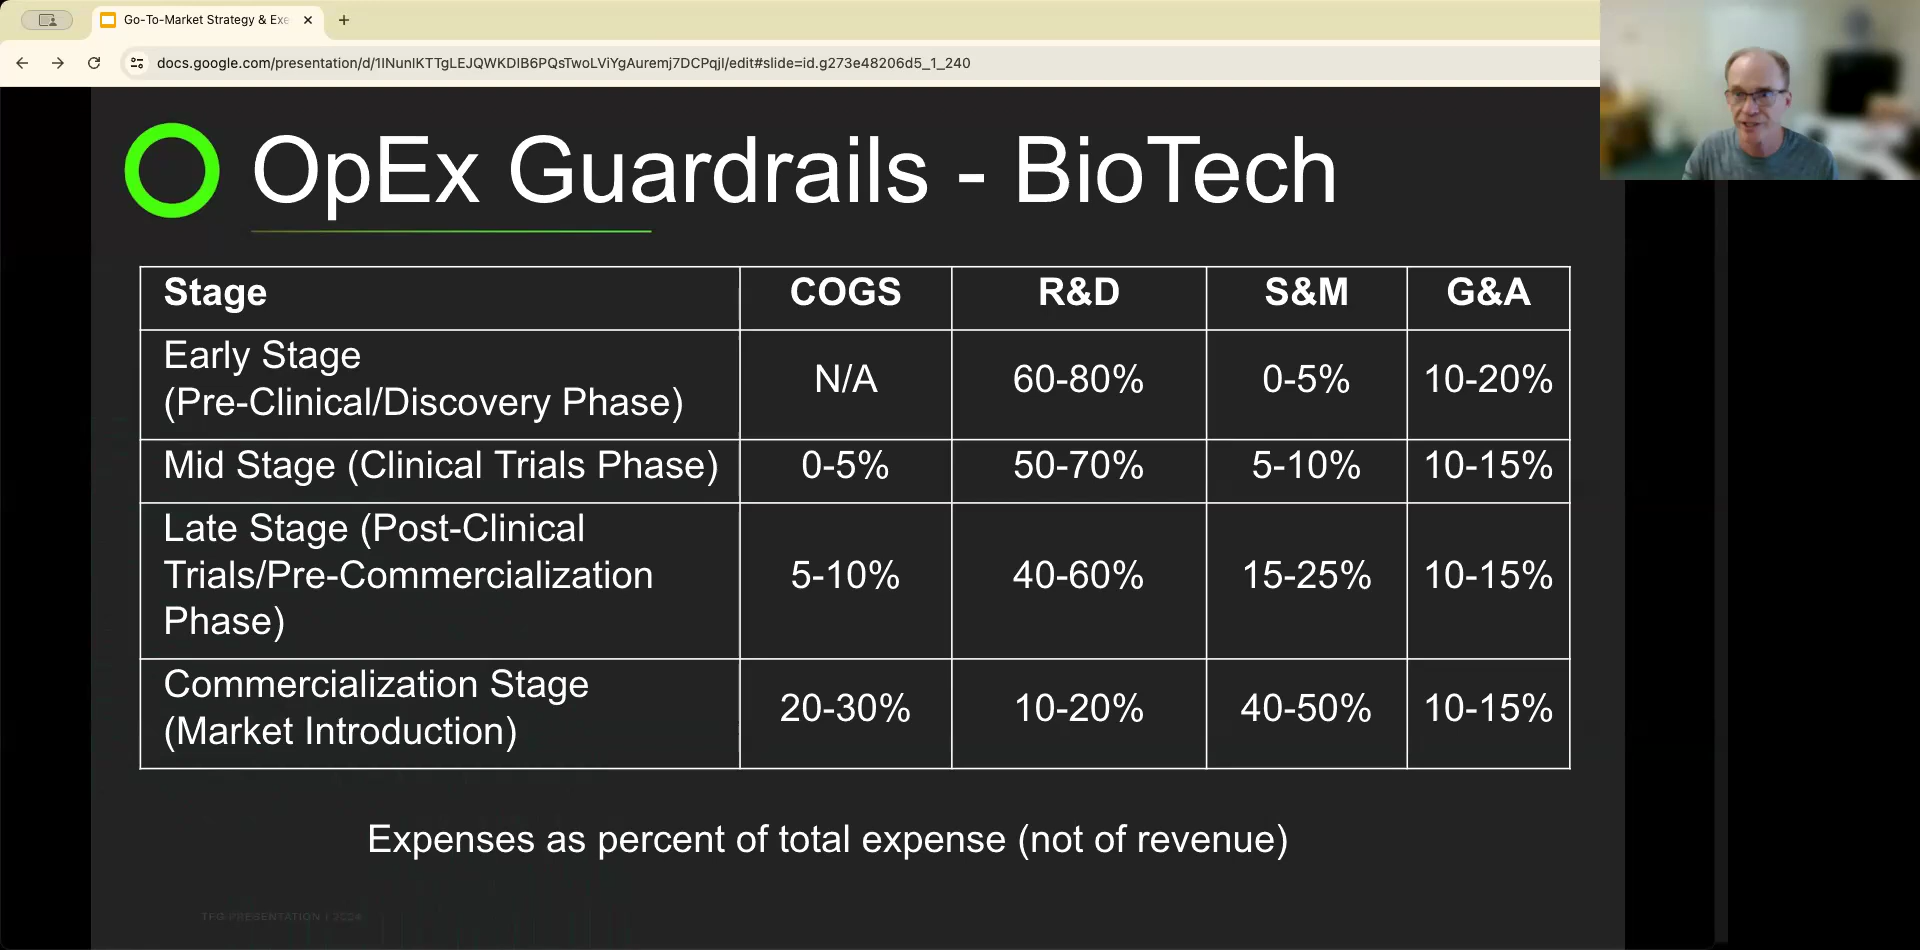 Go-To-Market Strategy & Exe
docs.google.com/presentation/d/1INunIKTTgLEJQWKDIB6PQsTwoLViYgAuremj7DCPqjI/edit#slide=id.g273e48206d5_1_240
OpEx Guardrails - BioTech
Stage COGS R&D S&M G&A
Early Stage
(Pre-Clinical/Discovery Phase) N/A 60-80% 0-5% 10-20%
Mid Stage (Clinical Trials Phase) 0-5% 50-70% 5-10% 10-15%
Late Stage (Post-Clinical
Trials/Pre-Commercialization 5-10% 40-60% 15-25% 10-15%
Phase)
Commercialization Stage
(Market Introduction) 20-30% 10-20% 40-50% 10-15%
Expenses as percent of total expense (not of revenue)
TFG PRESENTATION | 2024